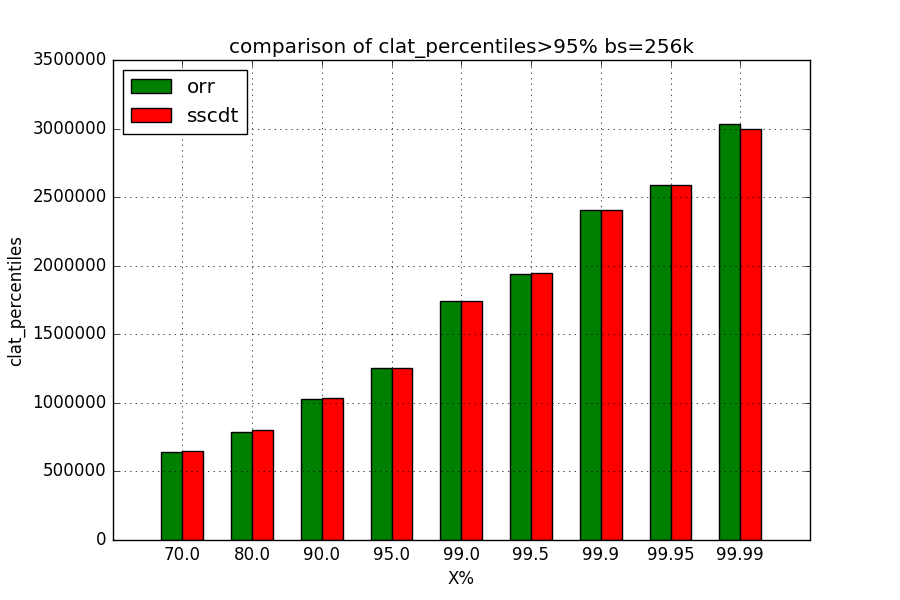 comparison of clat_percentiles>95% bs=256k
3500000
3000000
2500000
2000000
1500000
1000000
500000
0
clat_percentiles
orr
sscdt
70.0 80.0 90.0 95.0 99.0 99.5 99.9 99.95 99.99
X%